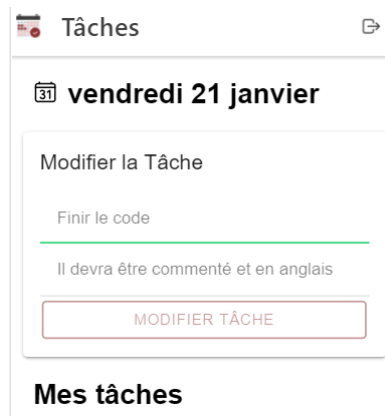 Tâches
31 vendredi 21 janvier
Modifier la Tâche
Finir le code
Il devra être commenté et en anglais
MODIFIER TÂCHE
Mes tâches